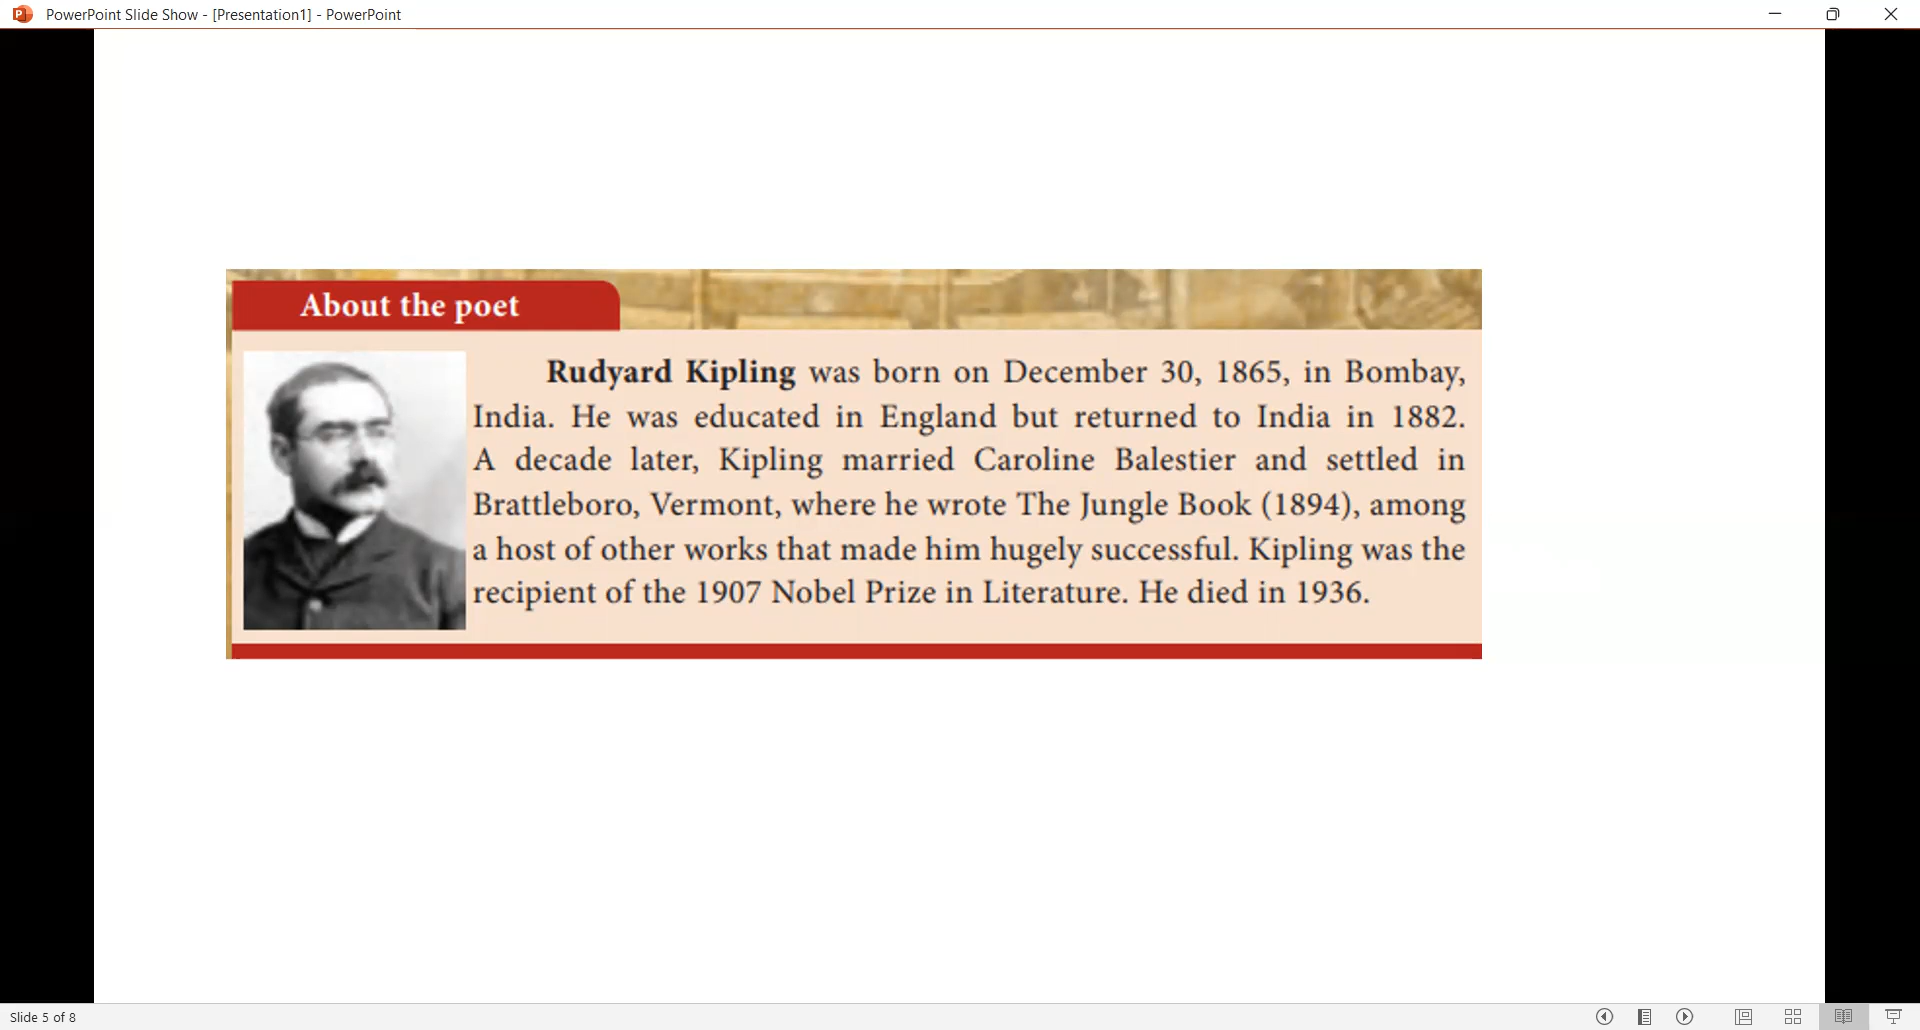 PowerPoint Slide Show - [Presentation1] - PowerPoint
About the poet
Rudyard Kipling was born on December 30, 1865, in Bombay,
India. He was educated in England but returned to India in 1882.
A decade later, Kipling married Caroline Balestier and settled in
Brattleboro, Vermont, where he wrote The Jungle Book (1894), among
a host of other works that made him hugely successful. Kipling was the
recipient of the 1907 Nobel Prize in Literature. He died in 1936.
Slide 5 of 8